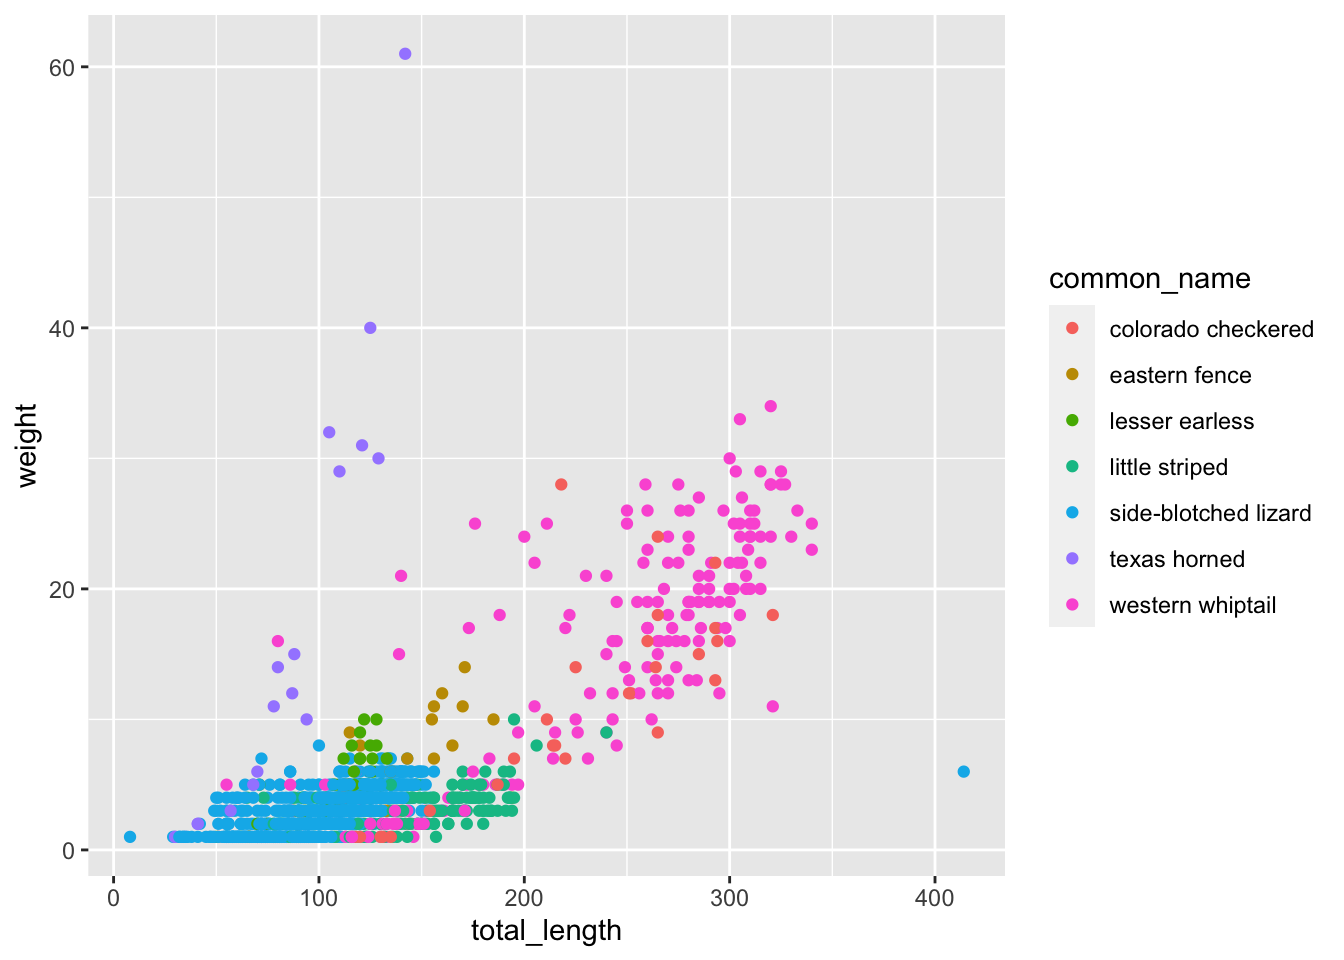 60
40
20
0
0 100 200 300 400
total_length
weight
common_name
colorado checkered
eastern fence
lesser earless
little striped
side-blotched lizard
texas horned
western whiptail